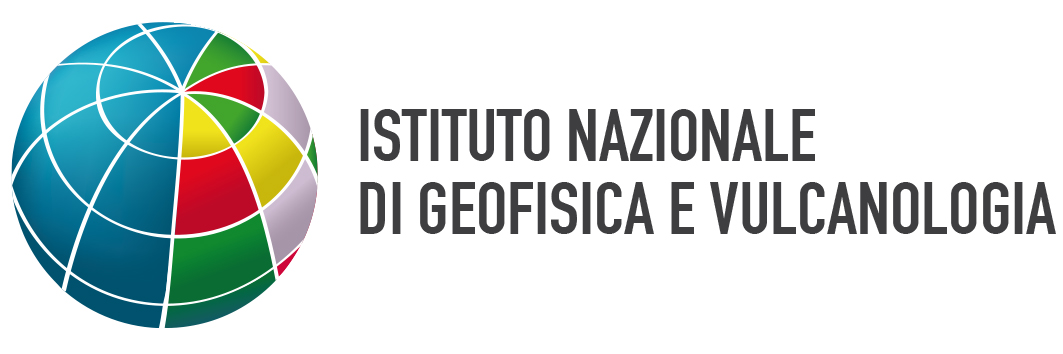 ISTITUTO NAZIONALE
DI GEOFISICA E VULCANOLOGIA